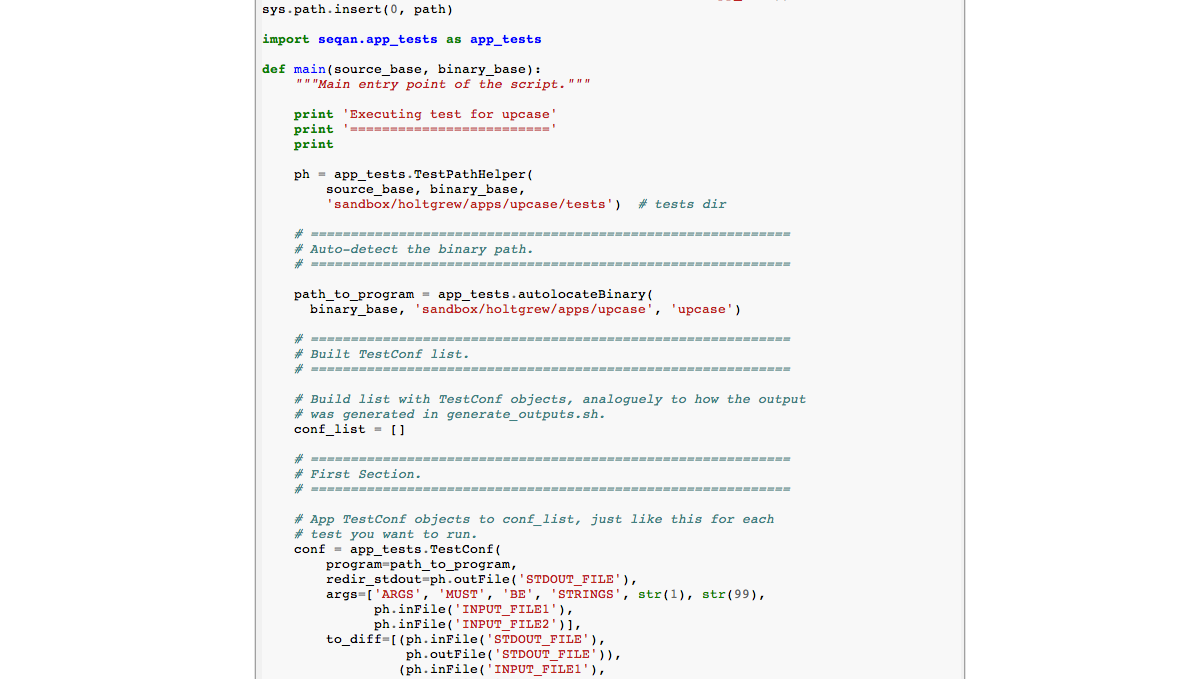 sys.path.insert(0, path)
import seqan.app_tests as app_tests
def main(source_base, binary_base):
"""Main entry point of the script."""
print 'Executing test for upcase'
print '========================='
print
ph = app_tests.TestPathHelper(
source_base, binary_base,
'sandbox/holtgrew/apps/upcase/tests')  # tests dir
# ============================================================
# Auto-detect the binary path.
# ============================================================
path_to_program = app_tests.autolocateBinary(
binary_base, 'sandbox/holtgrew/apps/upcase', 'upcase')
# ============================================================
# Built TestConf list.
# ============================================================
# Build list with TestConf objects, analoguely to how the output
# was generated in generate_outputs.sh.
conf_list = []
# ============================================================
# First Section.
# ============================================================
# App TestConf objects to conf_list, just like this for each
# test you want to run.
conf = app_tests.TestConf(
program=path_to_program,
redir_stdout=ph.outFile('STDOUT_FILE'),
args=['ARGS', 'MUST', 'BE', 'STRINGS', str(1), str(99),
ph.inFile('INPUT_FILE1'),
ph.inFile('INPUT_FILE2')],
to_diff=[(ph.inFile('STDOUT_FILE'),
ph.outFile('STDOUT_FILE')),
(ph.inFile('INPUT_FILE1'),